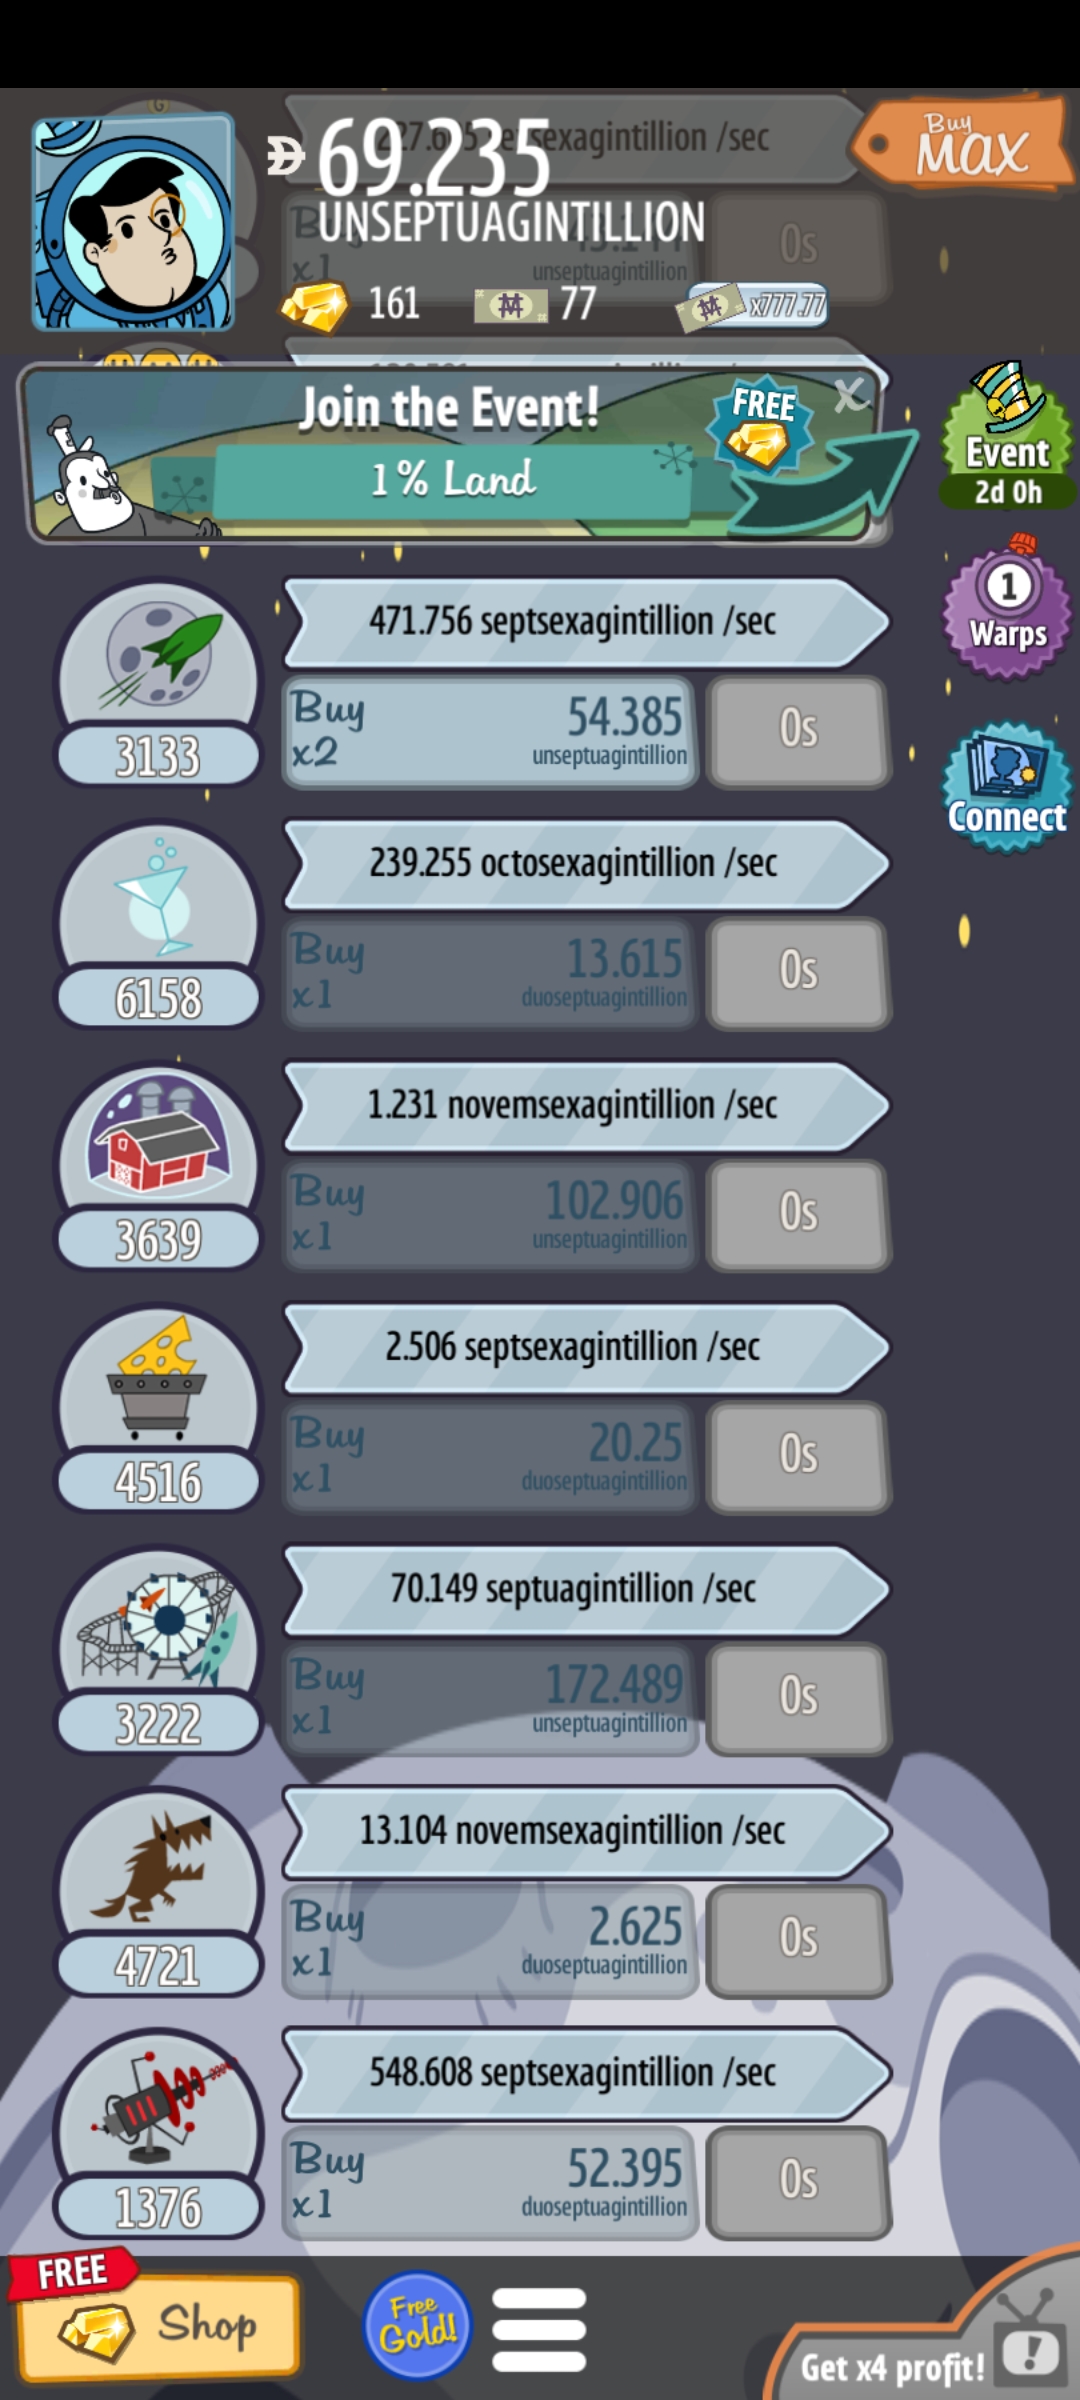 69.235
UNSEPTUAGINTILLION
161
77
x777.77
Buy
MAX
/sec
Buy
x1
unseptuagintillion
0s
Join the Event!
1% Land
FREE
X
Event
2d 0h
1
Warps
Connect
471.756 septsexagintillion /sec
Buy
x2
54.385
unseptuagintillion
0s
3133
239.255 octosexagintillion /sec
Buy
x1
13.615
duoseptuagintillion
0s
6158
1.231 novemsexagintillion /sec
Buy
x1
102.906
unseptuagintillion
0s
3639
2.506 septsexagintillion /sec
Buy
x1
20.25
duoseptuagintillion
0s
4516
70.149 septuagintillion /sec
Buy
x1
172.489
unseptuagintillion
0s
3222
13.104 novemsexagintillion /sec
Buy
x1
2.625
duoseptuagintillion
0s
4721
548.608 septsexagintillion /sec
Buy
x1
52.395
duoseptuagintillion
0s
1376
FREE
Shop
Free
Gold!
Get x4 profit!
!